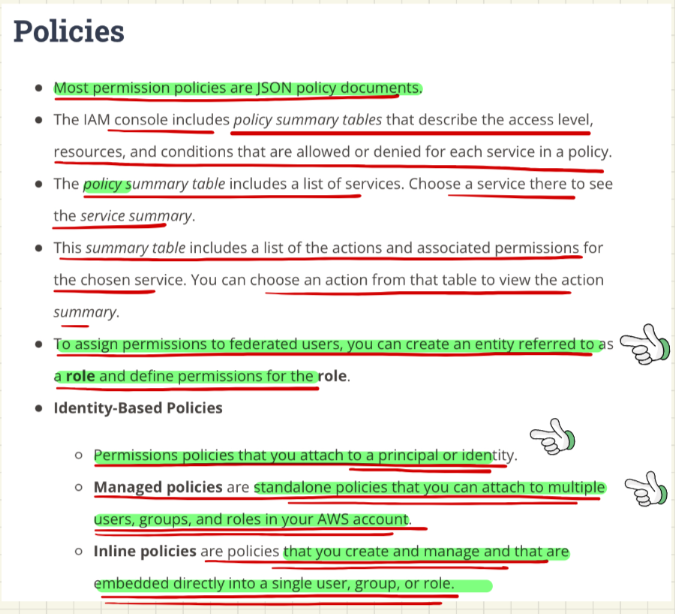 Policies
Most permission policies are JSON policy documents.
The IAM console includes policy summary tables that describe the access level,
resources, and conditions that are allowed or denied for each service in a policy.
The policy summary table includes a list of services. Choose a service there to see
the service summary.
This summary table includes a list of the actions and associated permissions for
the chosen service. You can choose an action from that table to view the action
summary.
To assign permissions to federated users, you can create an entity referred to as
a role and define permissions for the role.
Identity-Based Policies
Permissions policies that you attach to a principal or identity.
Managed policies are standalone policies that you can attach to multiple
users, groups, and roles in your AWS account.
Inline policies are policies that you create and manage and that are
embedded directly into a single user, group, or role.